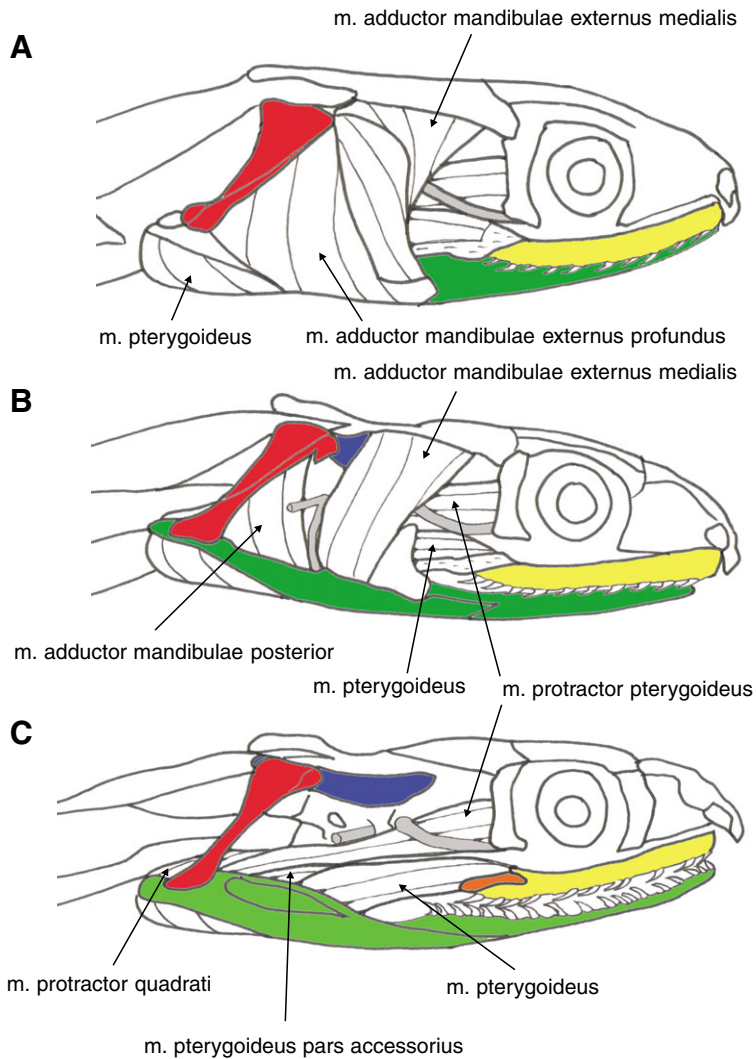 m. adductor mandibulae externus medialis
A
m. pterygoideus
m. adductor mandibulae externus profundus
m. adductor mandibulae externus medialis
B
m. adductor mandibulae posterior
m. pterygoideus
m. protractor pterygoideus
C
m. protractor quadrati
m. pterygoideus
m. pterygoideus pars accessorius